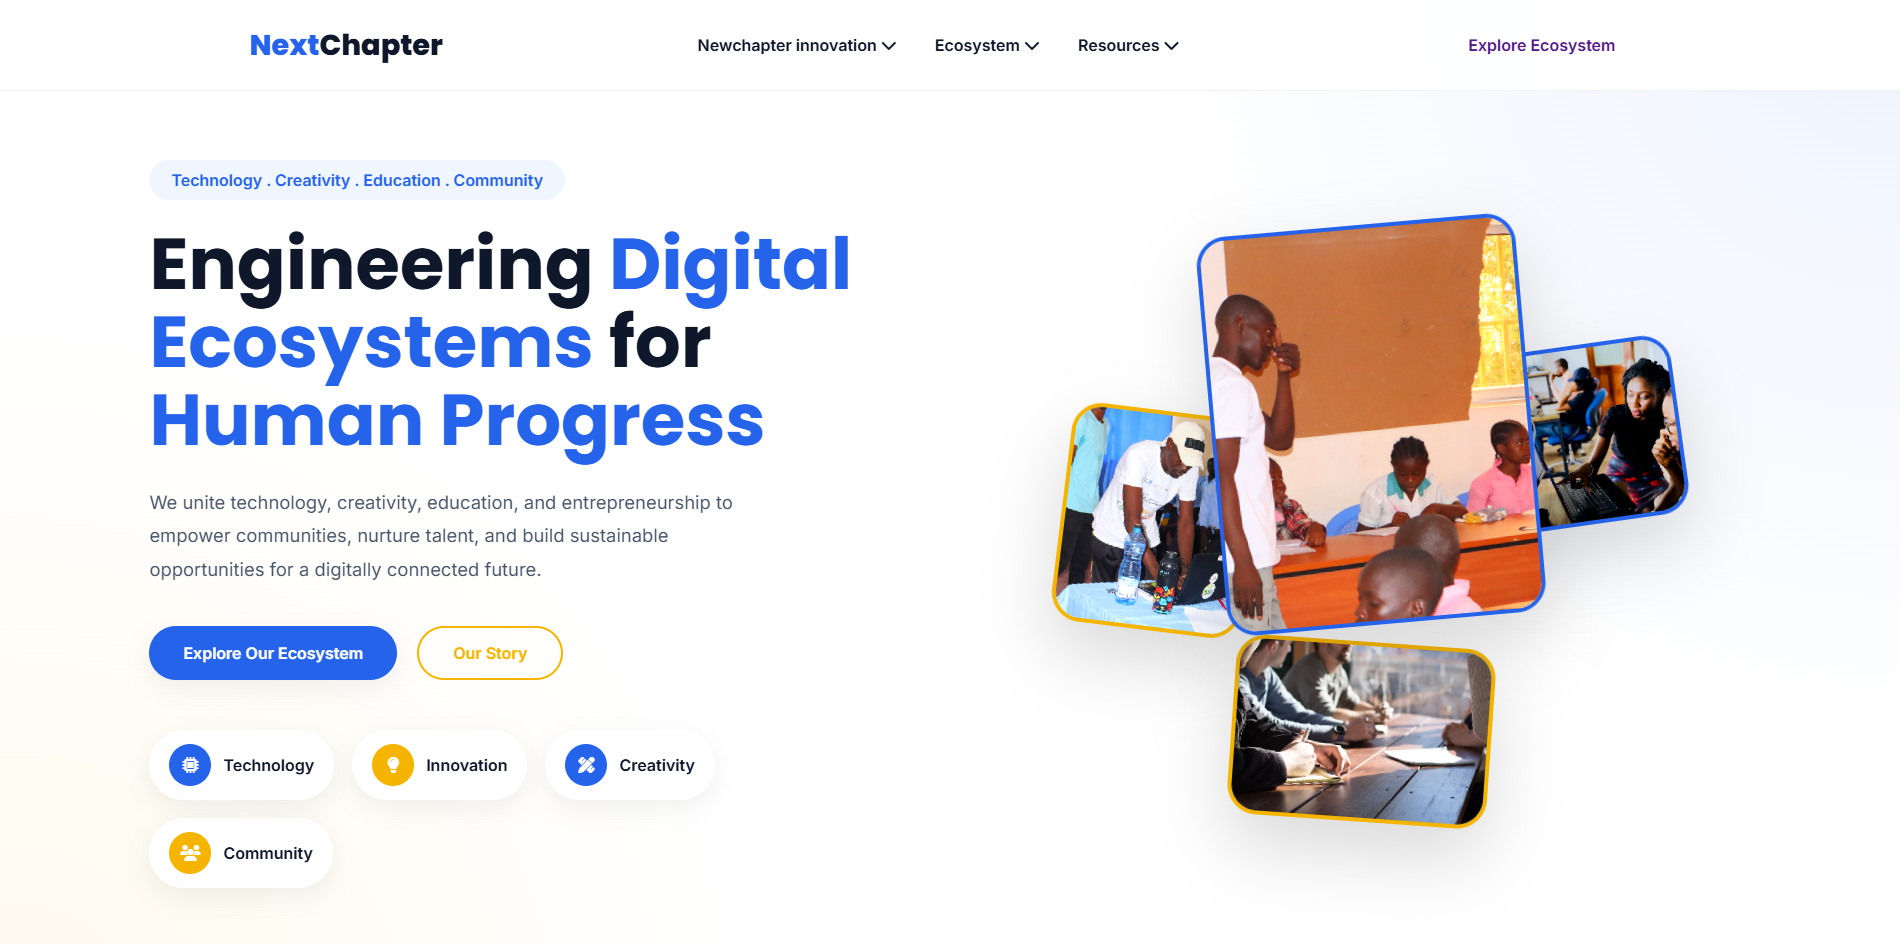 NextChapter
Newchapter innovation
Ecosystem
Resources
Explore Ecosystem
Technology . Creativity . Education . Community
Engineering Digital
Ecosystems for
Human Progress
We unite technology, creativity, education, and entrepreneurship to
empower communities, nurture talent, and build sustainable
opportunities for a digitally connected future.
Explore Our Ecosystem
Our Story
Technology
Innovation
Creativity
Community